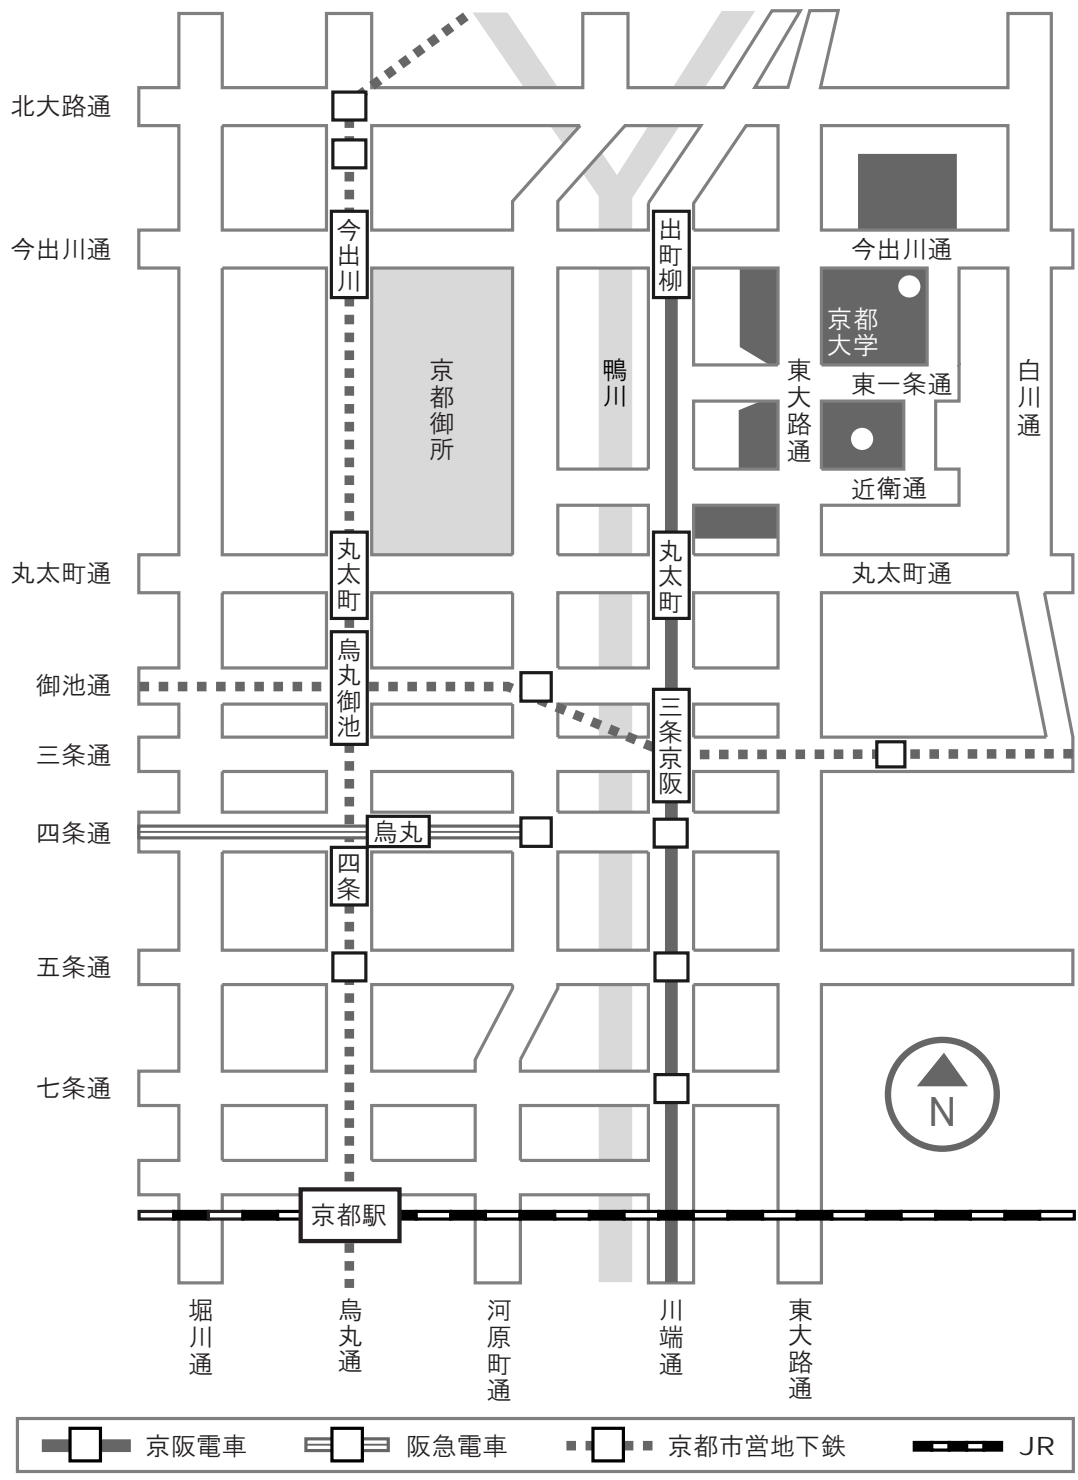 北大路通
今出川通
今出川
出町柳
今出川通
京都
大学
京都御所
鴨川
東大路通
東一条通
白川通
近衛通
丸太町通
丸太町
丸太町
丸太町通
御池通
烏丸御池
三条通
三条京阪
四条通
烏丸
四条
五条通
七条通
N
京都駅
堀川通
烏丸通
河原町通
川端通
東大路通
京阪電車
阪急電車
京都市営地下鉄
JR